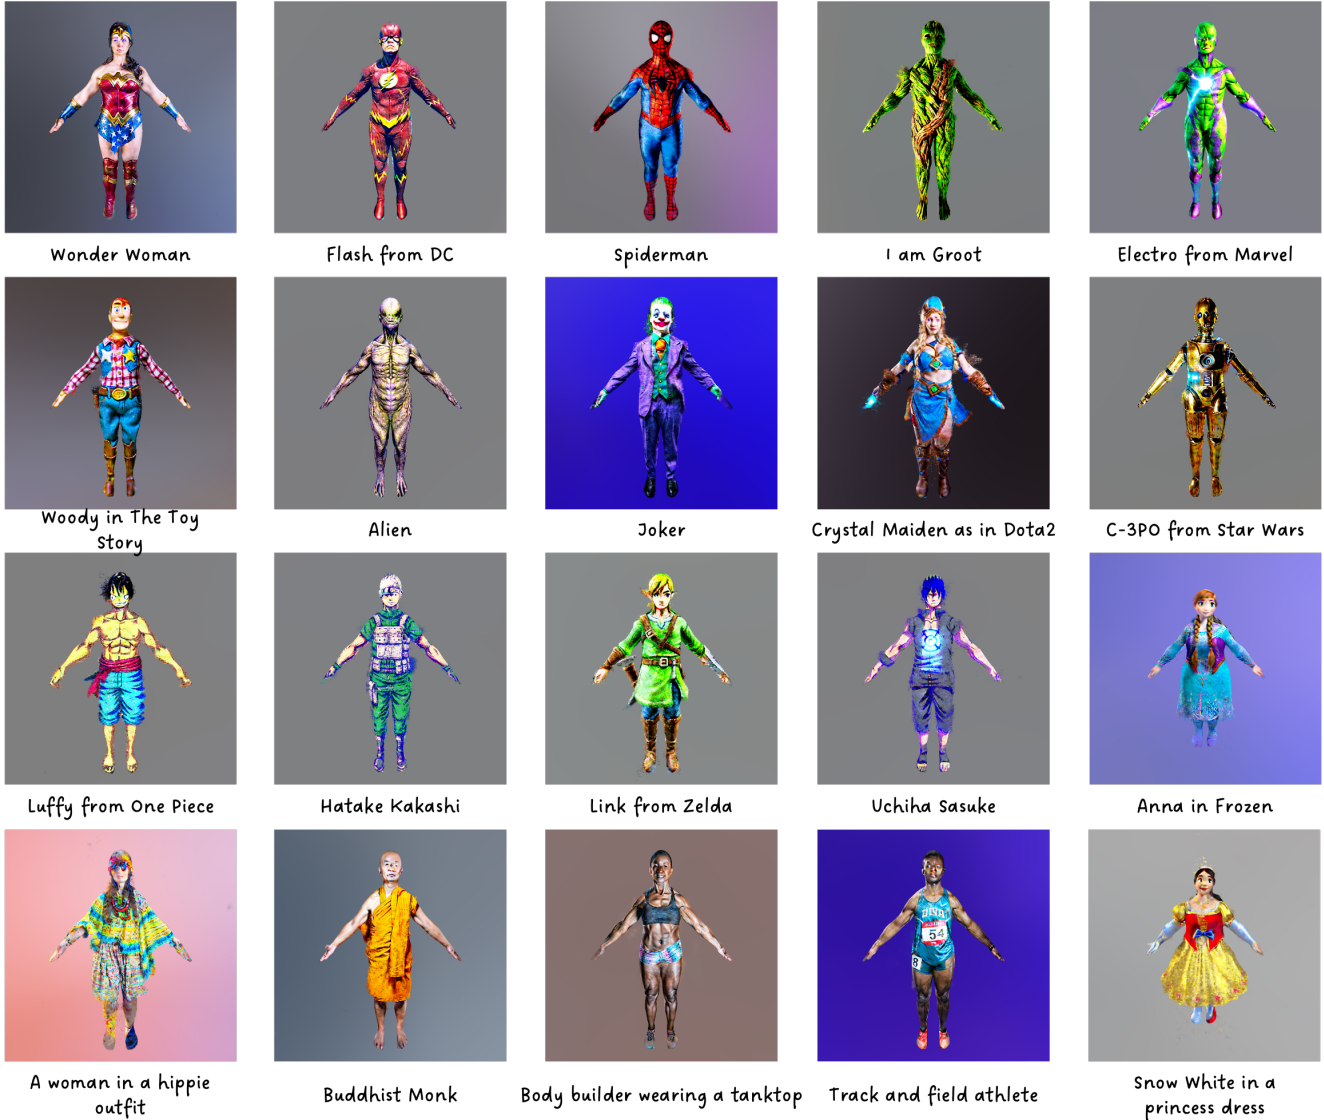 Wonder Woman
Flash from DC
Spiderman
I am Groot
Electro from Marvel
Woody in The Toy
Story
Alien
Joker
Crystal Maiden as in Dota2
C-3PO from Star Wars
Luffy from One Piece
Hatake Kakashi
Link from Zelda
Uchiha Sasuke
Anna in Frozen
54
8
A woman in a hippie
outfit
Buddhist Monk
Body builder wearing a tanktop
Track and field athlete
Snow White in a
princess dress